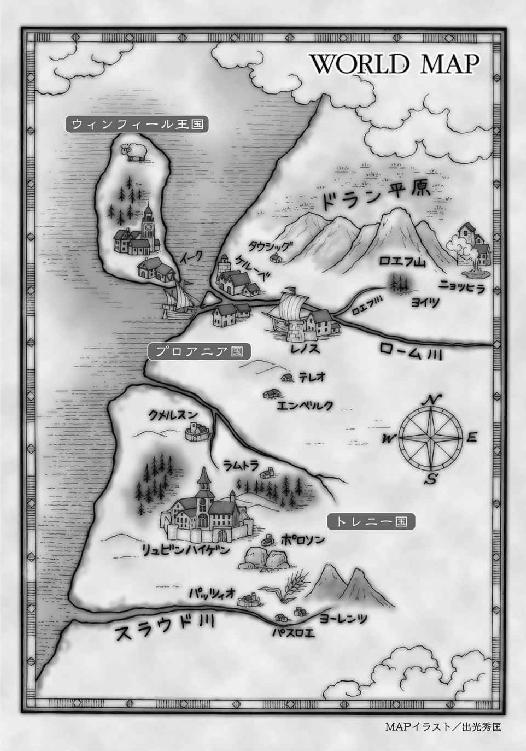 WORLD MAP
ウィンフィール王国
ドラン平原
タウシッグ
イーク
ケルーベ
ロエフ山
ニョッヒラ
ロエフ川
ヨイツ
レノス
ローム川
プロアニア国
テレオ
エンベルク
N
W
E
S
クメルスン
ラムトラ
トレニー国
リュビンハイゲン
ポロソン
パッツィオ
ヨーレンツ
パスロエ
スラウド川
MAPイラスト／出光秀匡